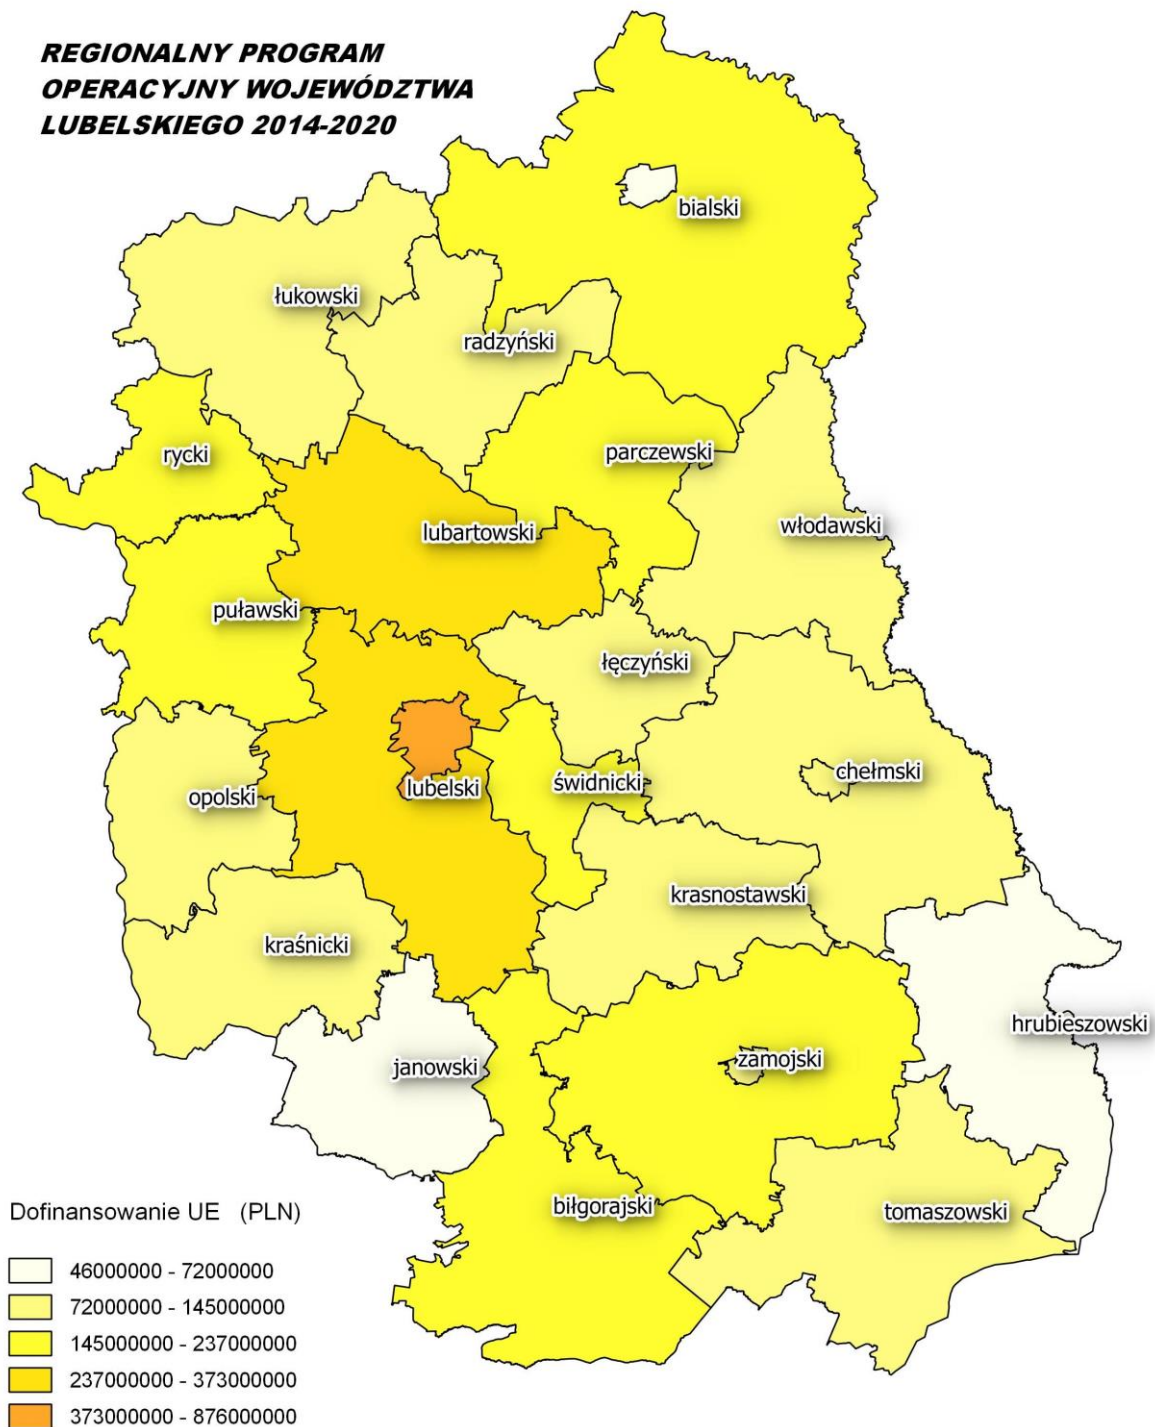 REGIONALNY PROGRAM
OPERACYJNY WOJEWÓDZTWA
LUBELSKIEGO 2014-2020
bialski
łukowski
radzyński
rycki
parczewski
włodawski
lubartowski
puławski
łęczyński
chełmski
świdnicki
lubelski
opolski
krasnostawski
kraśnicki
hrubieszowski
zamojski
janowski
biłgorajski
tomaszowski
Dofinansowanie UE (PLN)
46000000 - 72000000
72000000 - 145000000
145000000 - 237000000
237000000 - 373000000
373000000 - 876000000